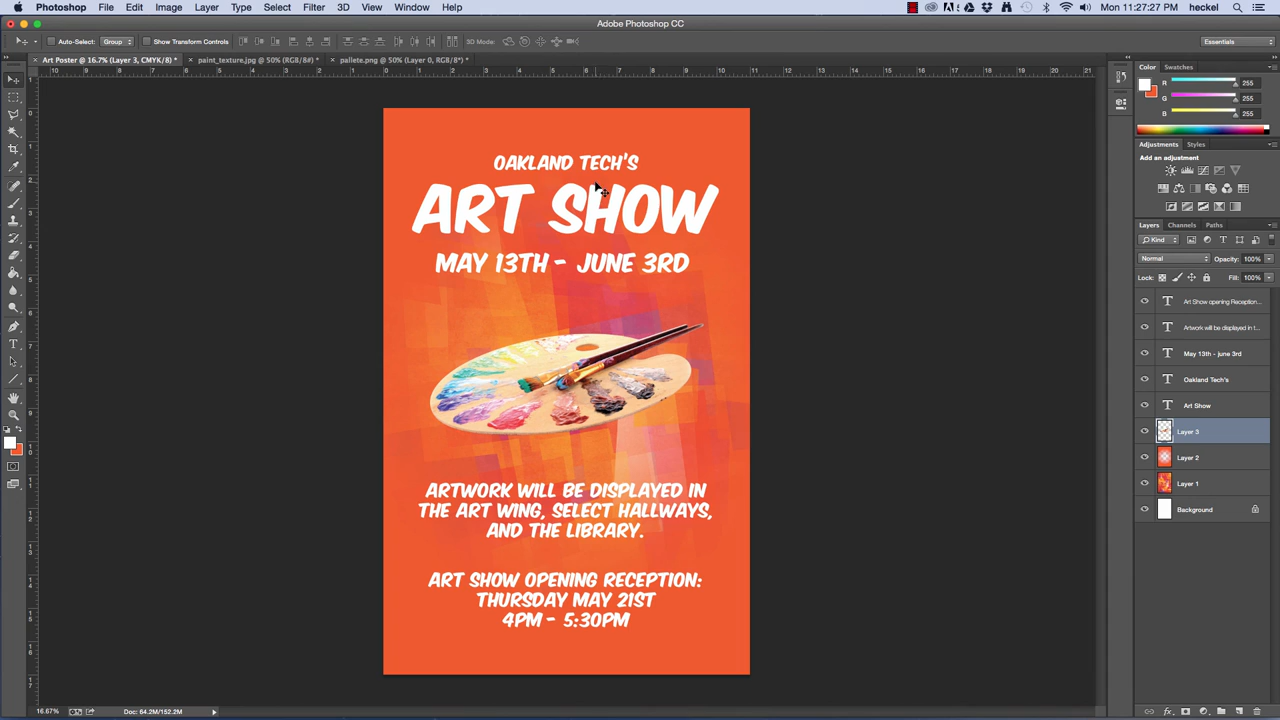 Photoshop File Edit Image Layer Type Select Filter 3D View Window Help Mon 11:27:27 PM heckel
Adobe Photoshop CC
Auto-Select: Group Show Transform Controls 3D Mode: Essentials
Art Poster @ 16.7% (Layer 3, CMYK/8) * paint_texture.jpg @ 50% (RGB/8#) * pallete.png @ 50% (Layer 0, RGB/8*) *
Color Swatches
R 255
G 255
B 255
Adjustments Styles
Add an adjustment
Layers Channels Paths
Kind
Normal Opacity: 100%
Lock: Fill: 100%
Art Show opening Reception...
Artwork will be displayed in t...
May 13th - june 3rd
Oakland Tech's
Art Show
Layer 3
Layer 2
Layer 1
Background
OAKLAND TECH'S
ART SHOW
MAY 13TH - JUNE 3RD
ARTWORK WILL BE DISPLAYED IN
THE ART WING, SELECT HALLWAYS,
AND THE LIBRARY.
ART SHOW OPENING RECEPTION:
THURSDAY MAY 21ST
4PM - 5:30PM
16.67% Doc: 64.2M/152.2M